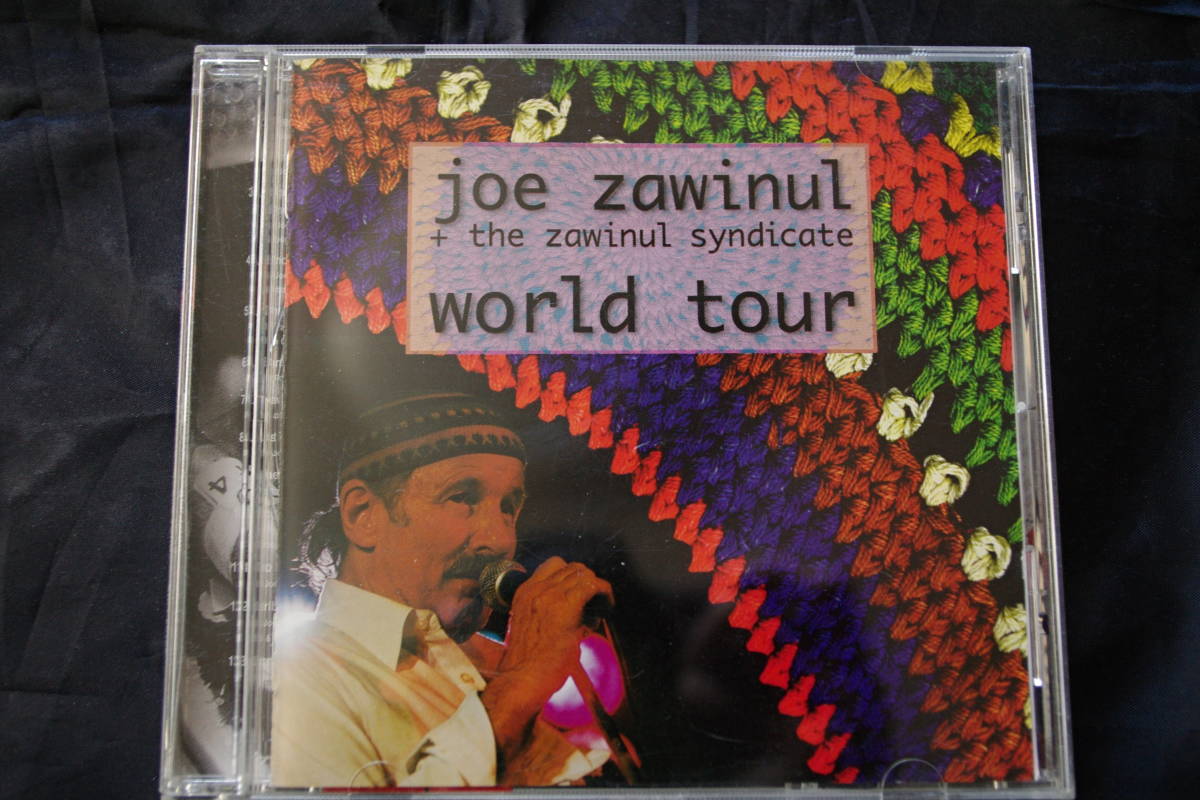 joe zawinul
+ the zawinul syndicate
world tour